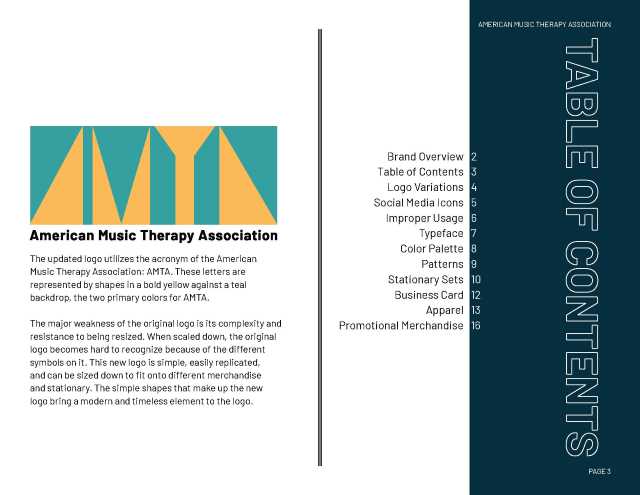 AMTA
American Music Therapy Association
The updated logo utilizes the acronym of the American
Music Therapy Association: AMTA. These letters are
represented by shapes in a bold yellow against a teal
backdrop, the two primary colors for AMTA.
The major weakness of the original logo is its complexity and
resistance to being resized. When scaled down, the original
logo becomes hard to recognize because of the different
symbols on it. This new logo is simple, easily replicated,
and can be sized down to fit onto different merchandise
and stationary. The simple shapes that make up the new
logo bring a modern and timeless element to the logo.
AMERICAN MUSIC THERAPY ASSOCIATION
TABLE OF CONTENTS
Brand Overview 2
Table of Contents 3
Logo Variations 4
Social Media Icons 5
Improper Usage 6
Typeface 7
Color Palette 8
Patterns 9
Stationary Sets 10
Business Card 12
Apparel 13
Promotional Merchandise 16
PAGE 3